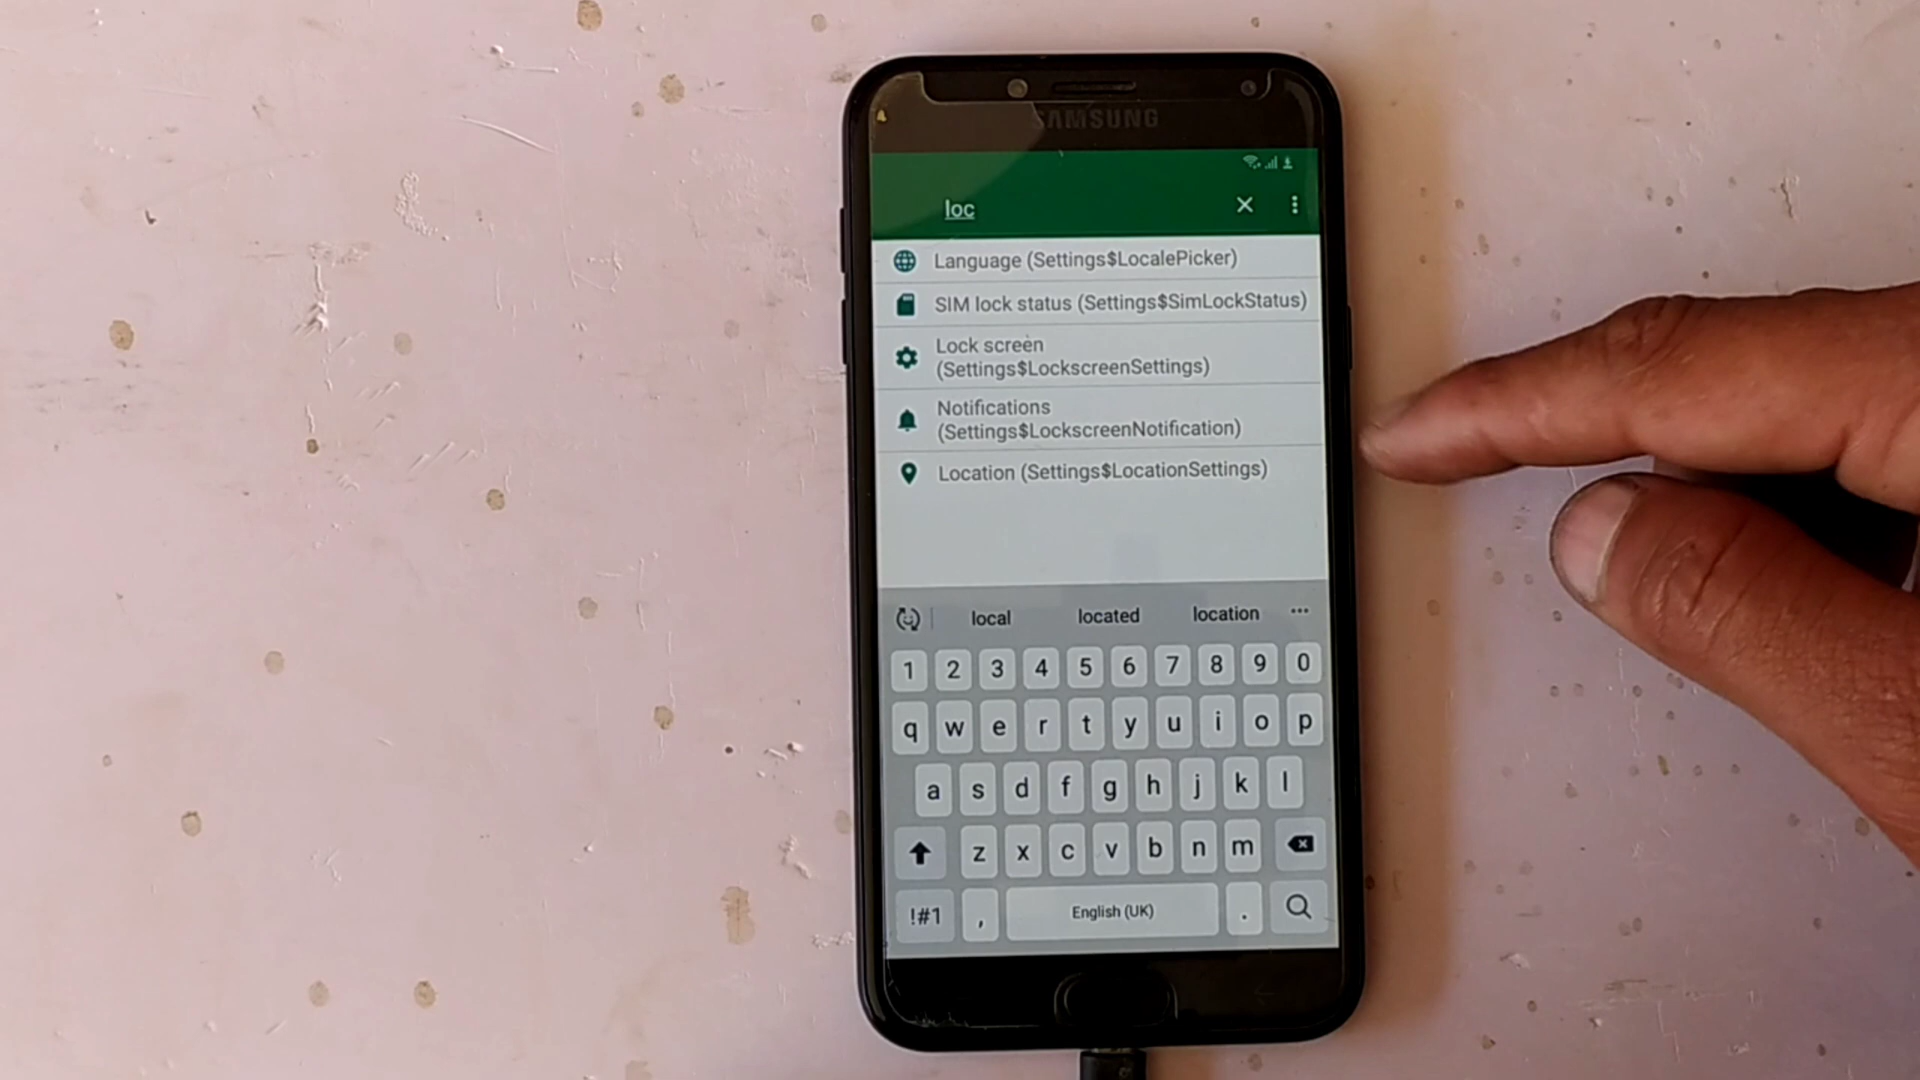 SAMSUNG
loc
Language (Settings$LocalePicker)
SIM lock status (Settings$SimLockStatus)
Lock screen
(Settings$LockscreenSettings)
Notifications
(Settings$LockscreenNotification)
Location (Settings$LocationSettings)
local located location
1 2 3 4 5 6 7 8 9 0
q w e r t y u i o p
a s d f g h j k l
z x c v b n m
!#1 , English (UK) .